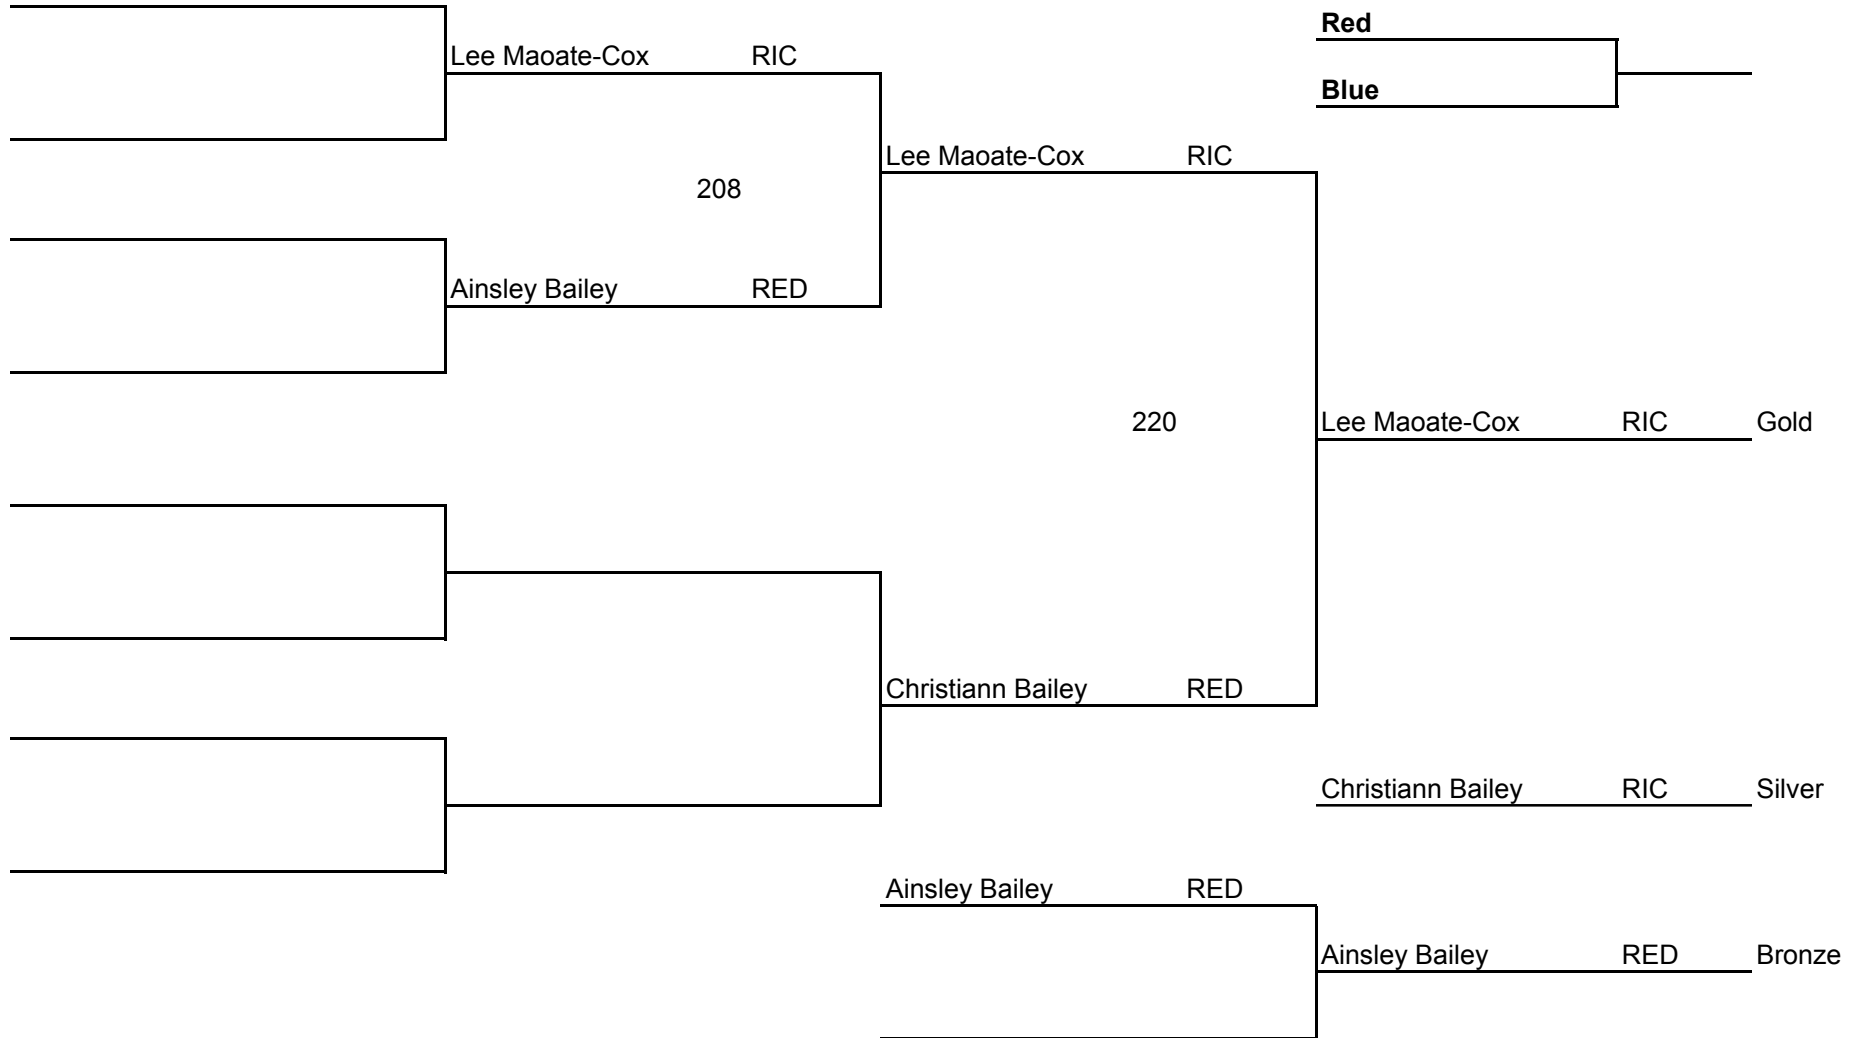 Red
Lee Maoate-Cox RIC
Blue
Lee Maoate-Cox RIC
208
Ainsley Bailey RED
220
Lee Maoate-Cox RIC Gold
Christiann Bailey RED
Christiann Bailey RIC Silver
Ainsley Bailey RED
Ainsley Bailey RED Bronze